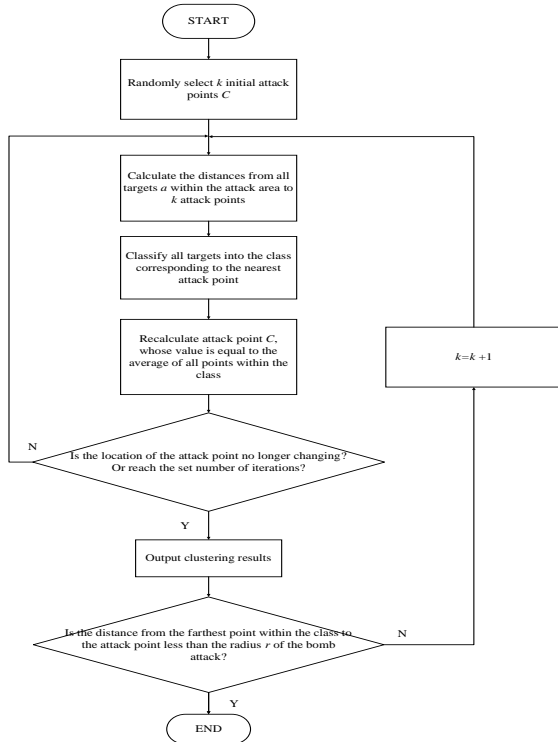 START
Randomly select k initial attack
points C
Calculate the distances from all
targets a within the attack area to
k attack points
Classify all targets into the class
corresponding to the nearest
attack point
Recalculate attack point C,
whose value is equal to the
average of all points within the
class
k=k +1
Is the location of the attack point no longer changing?
Or reach the set number of iterations?
N
Y
Output clustering results
Is the distance from the farthest point within the class to
the attack point less than the radius r of the bomb
attack?
N
Y
END